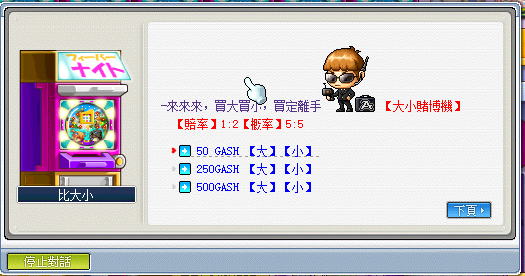 フィーバー
ナイト
-來來來，買大買小，買定離手
【大小賭博機】
【賠率】1:2【機率】5:5
50 GASH 【大】【小】
250GASH 【大】【小】
500GASH 【大】【小】
比大小
下頁
停止對話